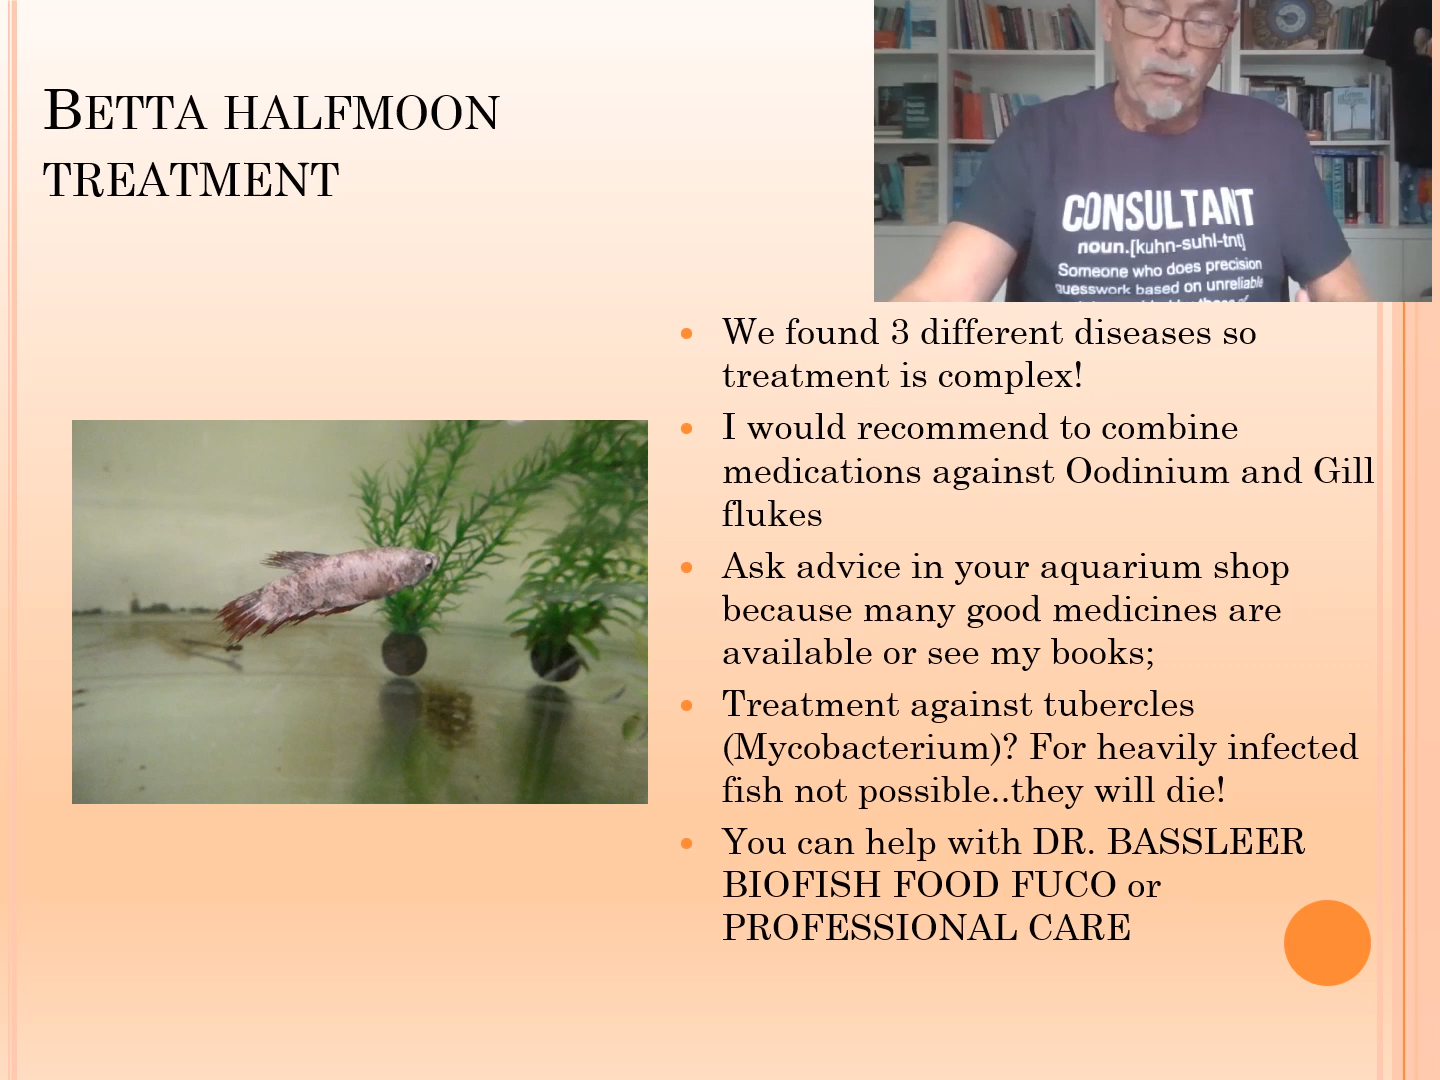 BETTA HALFMOON
TREATMENT
CONSULTANT
noun.[kuhn-suhl-tnt]
Someone who does precision
guesswork based on unreliable
We found 3 different diseases so
treatment is complex!
I would recommend to combine
medications against Oodinium and Gill
flukes
Ask advice in your aquarium shop
because many good medicines are
available or see my books;
Treatment against tubercles
(Mycobacterium)? For heavily infected
fish not possible..they will die!
You can help with DR. BASSLEER
BIOFISH FOOD FUCO or
PROFESSIONAL CARE